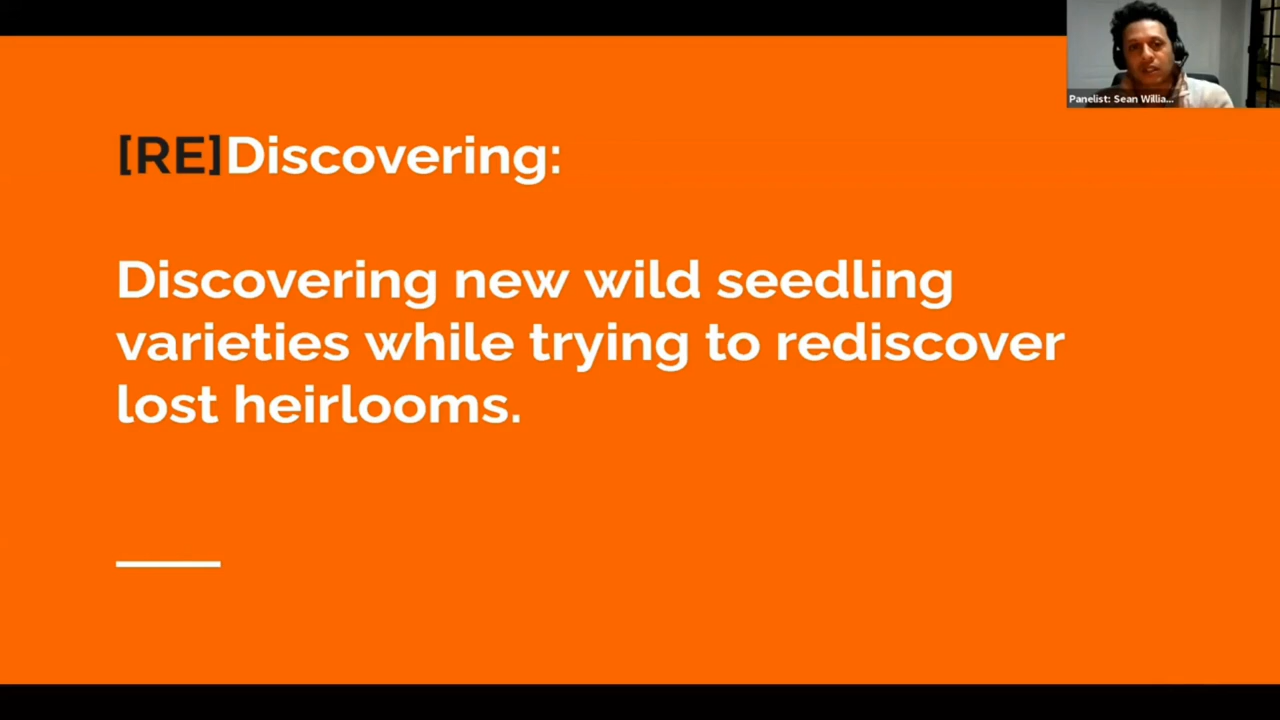 Panelist: Sean Willia...
[RE]Discovering:
Discovering new wild seedling
varieties while trying to rediscover
lost heirlooms.